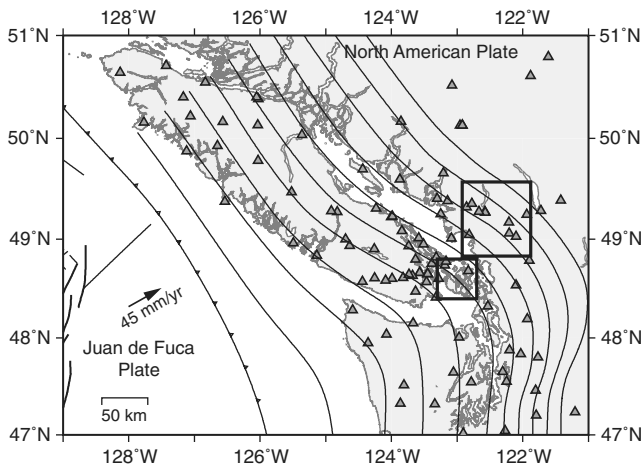 128°W 126°W 124°W 122°W
51°N 51°N
North American Plate
50°N 50°N
49°N 49°N
45 mm/yr
48°N 48°N
Juan de Fuca
Plate
50 km
47°N 47°N
128°W 126°W 124°W 122°W